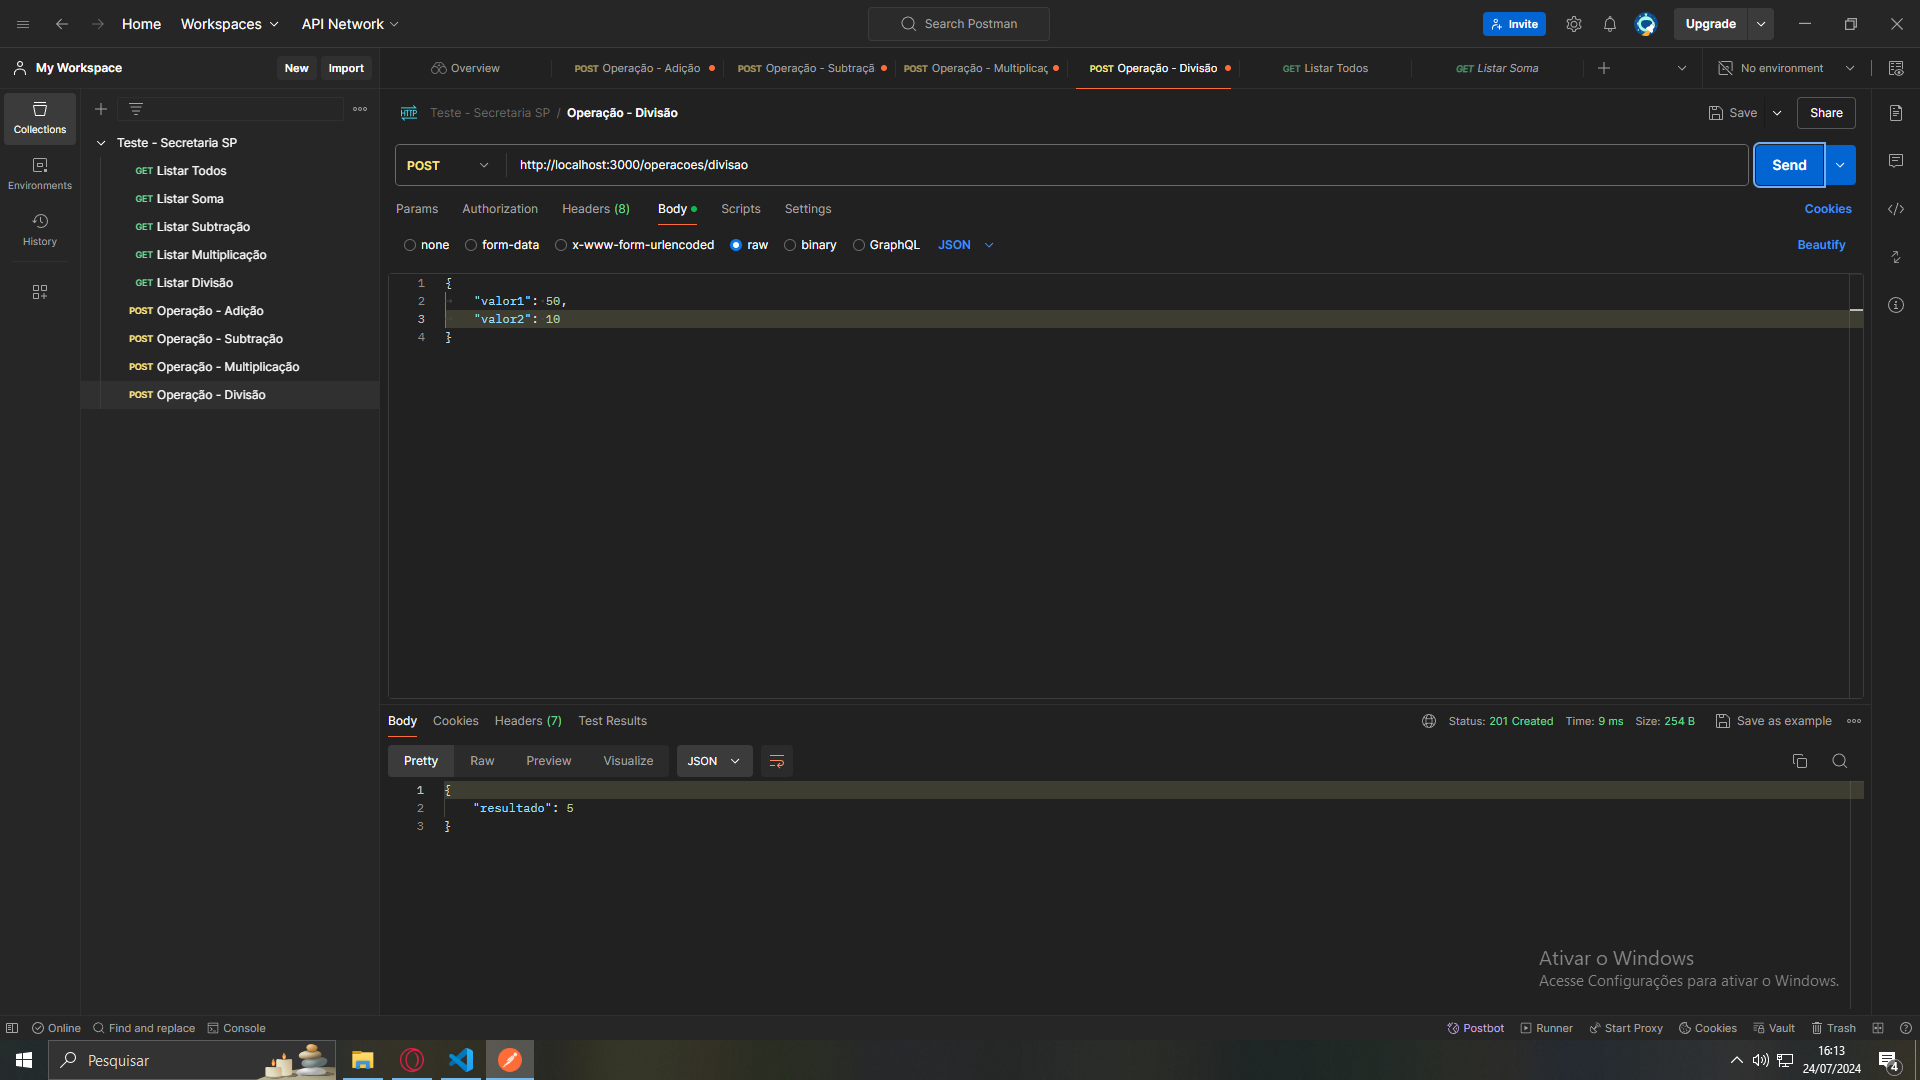 Home Workspaces API Network Search Postman Invite Upgrade
My Workspace New Import Overview POST Operação - Adição POST Operação - Subtraçã POST Operação - Multiplicaç POST Operação - Divisão GET Listar Todos GET Listar Soma No environment
Collections
Environments
History
Teste - Secretaria SP
GET Listar Todos
GET Listar Soma
GET Listar Subtração
GET Listar Multiplicação
GET Listar Divisão
POST Operação - Adição
POST Operação - Subtração
POST Operação - Multiplicação
POST Operação - Divisão
HTTP Teste - Secretaria SP / Operação - Divisão Save Share
POST http://localhost:3000/operacoes/divisao Send
Params Authorization Headers (8) Body Scripts Settings Cookies
none form-data x-www-form-urlencoded raw binary GraphQL JSON Beautify
1 {
2 "valor1": 50,
3 "valor2": 10
4 }
Body Cookies Headers (7) Test Results Status: 201 Created Time: 9 ms Size: 254 B Save as example
Pretty Raw Preview Visualize JSON
1 {
2 "resultado": 5
3 }
Ativar o Windows
Acesse Configurações para ativar o Windows.
Online Find and replace Console Postbot Runner Start Proxy Cookies Vault Trash
Pesquisar
16:13
24/07/2024
4